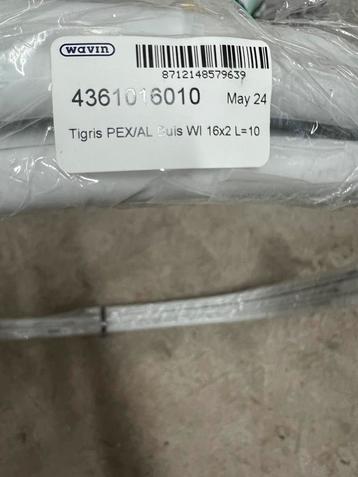 wavin
8712148579639
4361016010 May 24
Tigris PEX/AL Buis WI 16x2 L=10